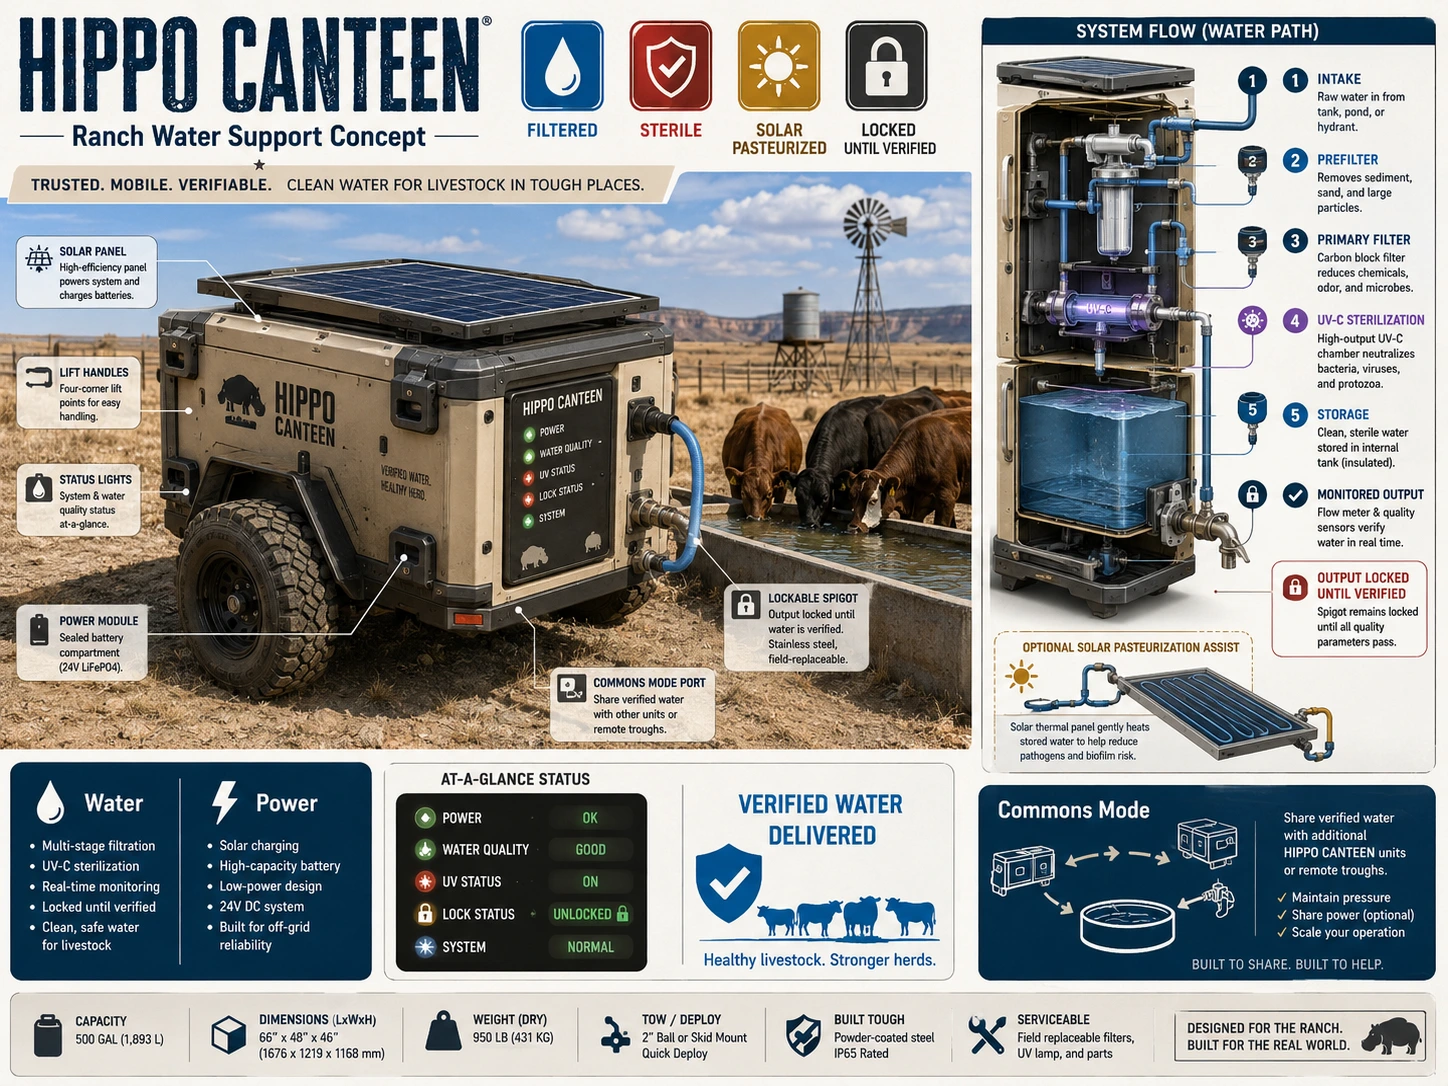 HIPPO CANTEEN®
Ranch Water Support Concept
FILTERED
STERILE
SOLAR
PASTEURIZED
LOCKED
UNTIL VERIFIED
TRUSTED. MOBILE. VERIFIABLE. CLEAN WATER FOR LIVESTOCK IN TOUGH PLACES.
SOLAR PANEL
High-efficiency panel
powers system and
charges batteries.
LIFT HANDLES
Four-corner lift
points for easy
handling.
STATUS LIGHTS
System & water
quality status
at-a-glance.
POWER MODULE
Sealed battery
compartment
(24V LiFePO4).
HIPPO
CANTEEN
VERIFIED WATER.
HEALTHY HERD.
HIPPO CANTEEN
POWER
WATER QUALITY
UV STATUS
LOCK STATUS
SYSTEM
LOCKABLE SPIGOT
Output locked until
water is verified.
Stainless steel,
field-replaceable.
COMMONS MODE PORT
Share verified water
with other units or
remote troughs.
SYSTEM FLOW (WATER PATH)
UV-C
1
1 INTAKE
Raw water in from
tank, pond, or
hydrant.
2
2 PREFILTER
Removes sediment,
sand, and large
particles.
3
3 PRIMARY FILTER
Carbon block filter
reduces chemicals,
odor, and microbes.
4 UV-C STERILIZATION
High-output UV-C
chamber neutralizes
bacteria, viruses,
and protozoa.
5
5 STORAGE
Clean, sterile water
stored in internal
tank (insulated).
MONITORED OUTPUT
Flow meter & quality
sensors verify
water in real time.
OUTPUT LOCKED
UNTIL VERIFIED
Spigot remains locked
until all quality
parameters pass.
OPTIONAL SOLAR PASTEURIZATION ASSIST
Solar thermal panel gently heats
stored water to help reduce
pathogens and biofilm risk.
Water
• Multi-stage filtration
• UV-C sterilization
• Real-time monitoring
• Locked until verified
• Clean, safe water
for livestock
Power
• Solar charging
• High-capacity battery
• Low-power design
• 24V DC system
• Built for off-grid
reliability
AT-A-GLANCE STATUS
POWER OK
WATER QUALITY GOOD
UV STATUS ON
LOCK STATUS UNLOCKED
SYSTEM NORMAL
VERIFIED WATER
DELIVERED
Healthy livestock. Stronger herds.
Commons Mode
Share verified water
with additional
HIPPO CANTEEN units
or remote troughs.
✓ Maintain pressure
✓ Share power (optional)
✓ Scale your operation
BUILT TO SHARE. BUILT TO HELP.
CAPACITY
500 GAL (1,893 L)
DIMENSIONS (LxWxH)
66" x 48" x 46"
(1676 x 1219 x 1168 mm)
WEIGHT (DRY)
950 LB (431 KG)
TOW / DEPLOY
2" Ball or Skid Mount
Quick Deploy
BUILT TOUGH
Powder-coated steel
IP65 Rated
SERVICEABLE
Field replaceable filters,
UV lamp, and parts
DESIGNED FOR THE RANCH.
BUILT FOR THE REAL WORLD.